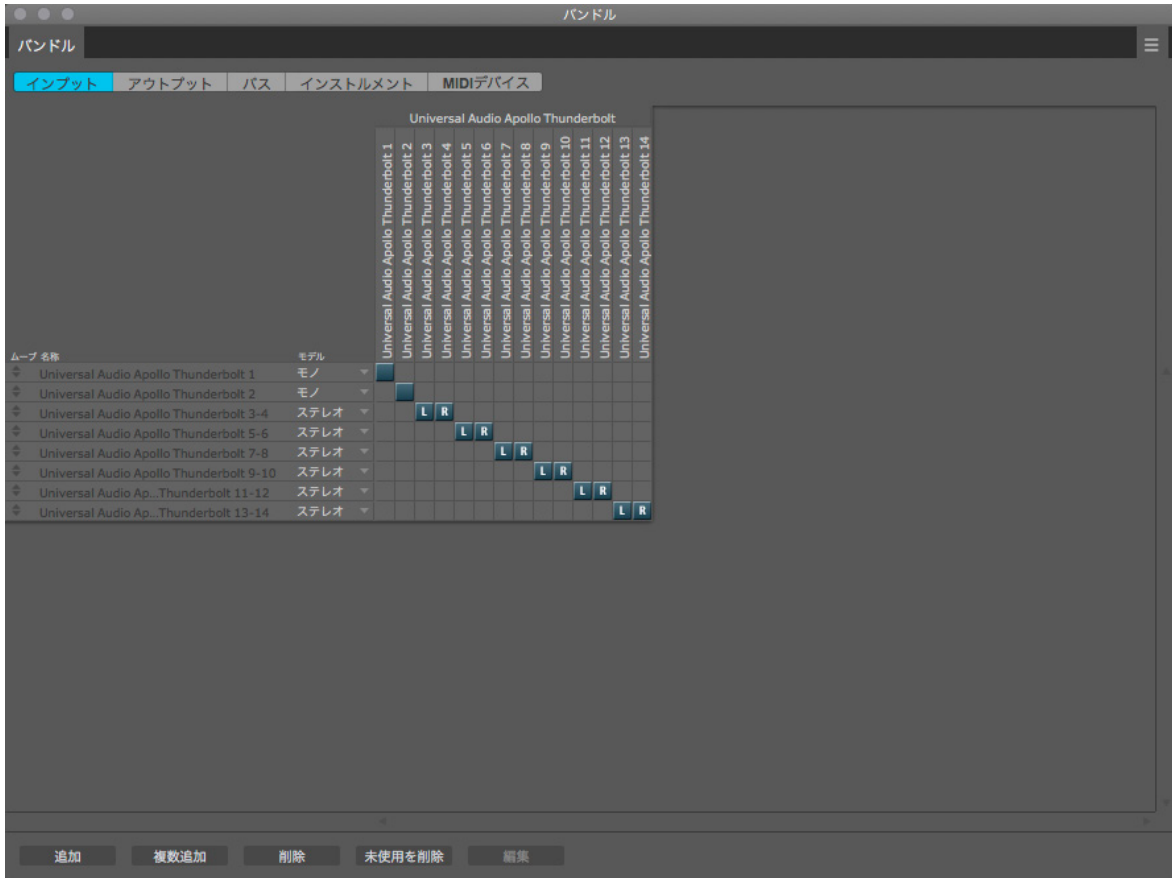 バンドル
バンドル
インプット アウトプット バス インストルメント MIDIデバイス
Universal Audio Apollo Thunderbolt
Universal Audio Apollo Thunderbolt 1
Universal Audio Apollo Thunderbolt 2
Universal Audio Apollo Thunderbolt 3
Universal Audio Apollo Thunderbolt 4
Universal Audio Apollo Thunderbolt 5
Universal Audio Apollo Thunderbolt 6
Universal Audio Apollo Thunderbolt 7
Universal Audio Apollo Thunderbolt 8
Universal Audio Apollo Thunderbolt 9
Universal Audio Apollo Thunderbolt 10
Universal Audio Apollo Thunderbolt 11
Universal Audio Apollo Thunderbolt 12
Universal Audio Apollo Thunderbolt 13
Universal Audio Apollo Thunderbolt 14
ムーブ 名称 モデル
Universal Audio Apollo Thunderbolt 1 モノ
Universal Audio Apollo Thunderbolt 2 モノ
Universal Audio Apollo Thunderbolt 3-4 ステレオ L R
Universal Audio Apollo Thunderbolt 5-6 ステレオ L R
Universal Audio Apollo Thunderbolt 7-8 ステレオ L R
Universal Audio Apollo Thunderbolt 9-10 ステレオ L R
Universal Audio Ap...Thunderbolt 11-12 ステレオ L R
Universal Audio Ap...Thunderbolt 13-14 ステレオ L R
追加 複数追加 削除 未使用を削除 編集